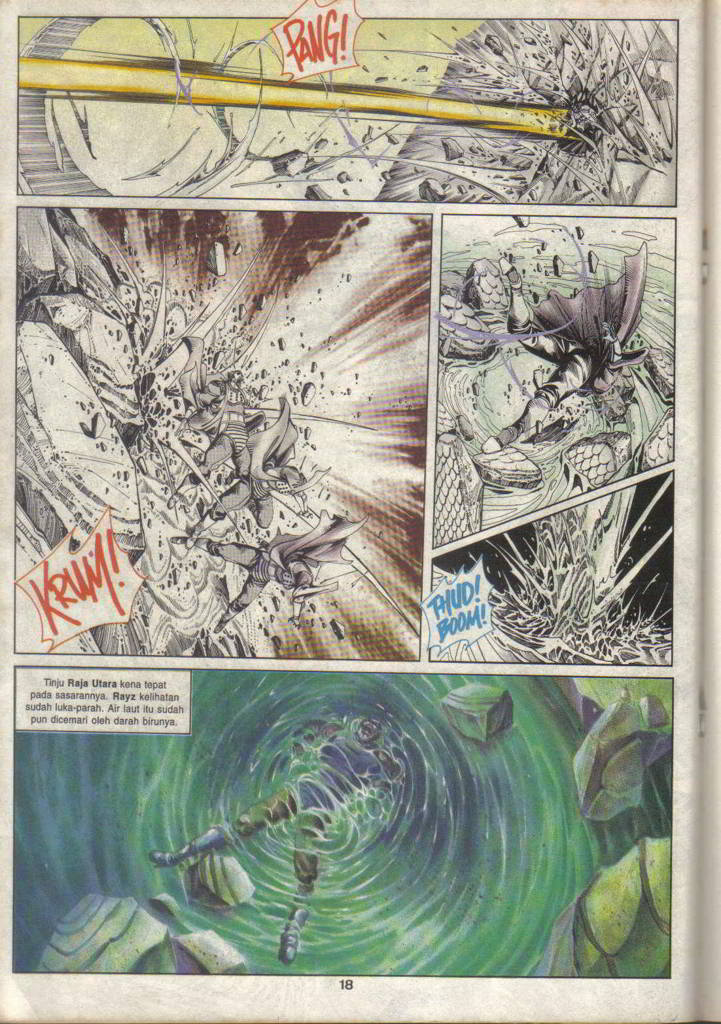 PANG!
KRUM!
THUD!
BOOM!
Tinju Raja Utara kena tepat
pada sasarannya. Rayz kelihatan
sudah luka-parah. Air laut itu sudah
pun dicemari oleh darah birunya.
18